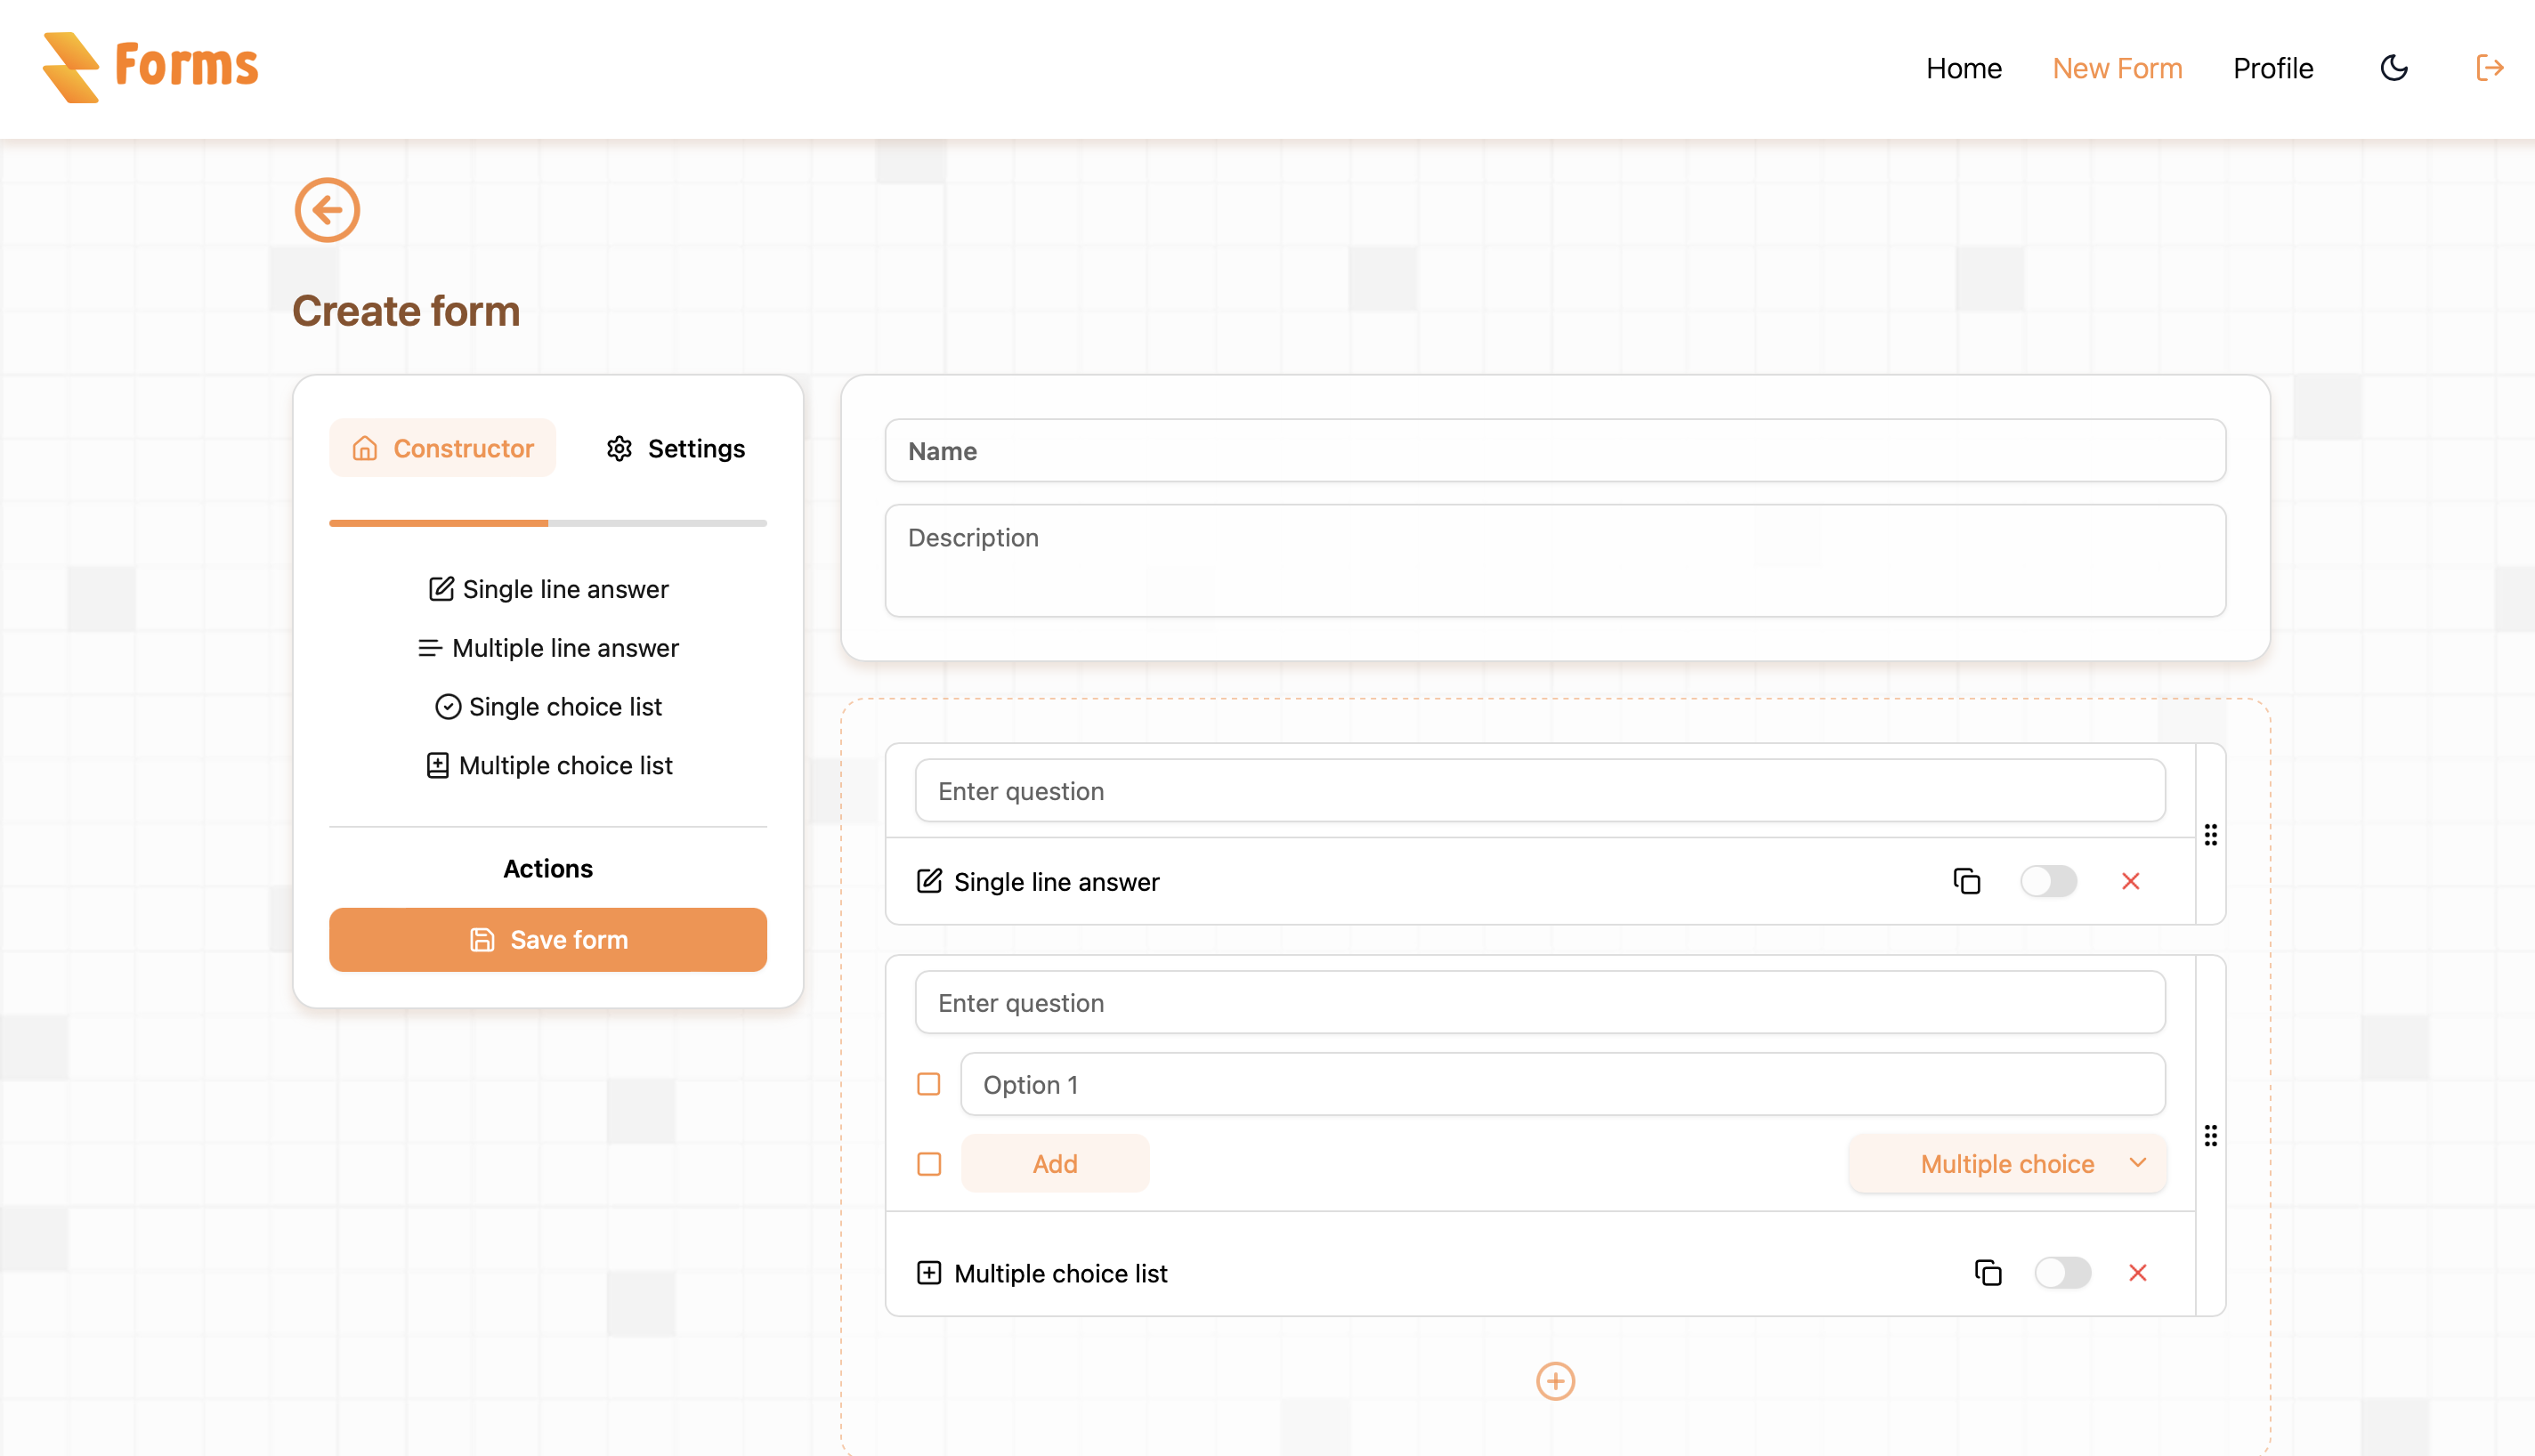 Forms
Home
New Form
Profile
Create form
Constructor
Settings
Single line answer
Multiple line answer
Single choice list
Multiple choice list
Actions
Save form
Name
Description
Enter question
Single line answer
Enter question
Option 1
Add
Multiple choice
Multiple choice list